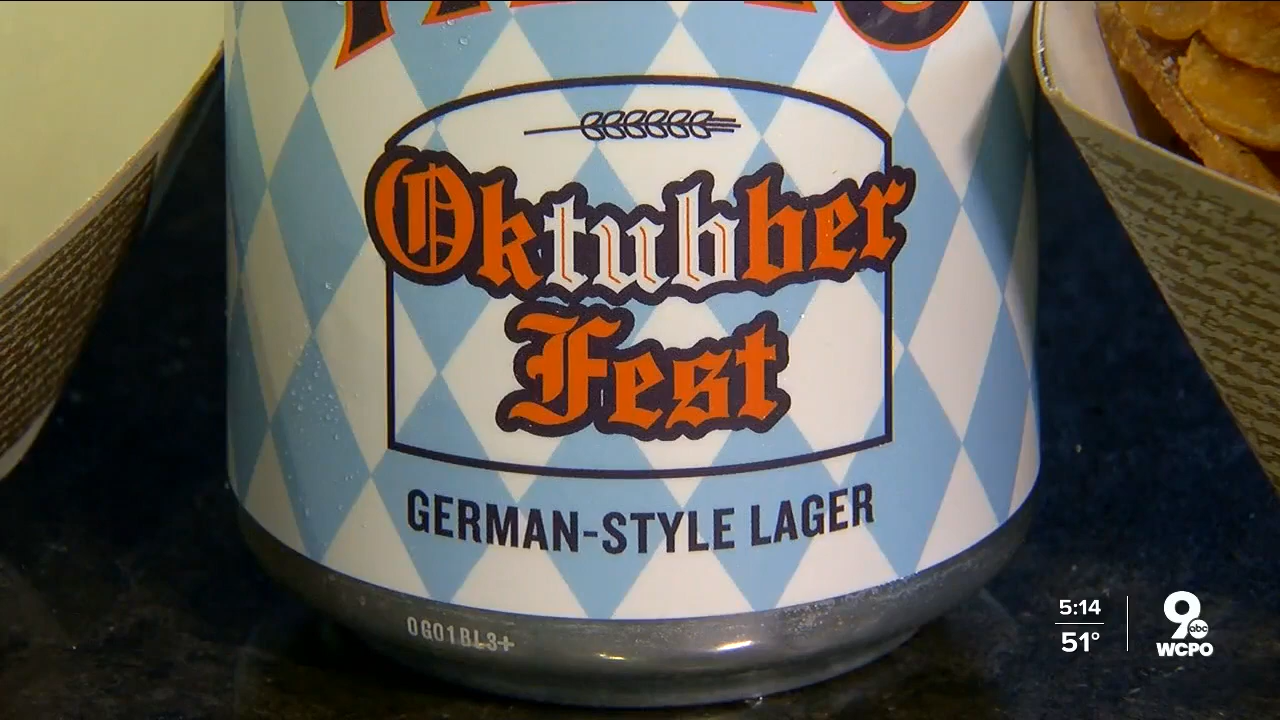 Oktubber
Fest
GERMAN-STYLE LAGER
0G01BL3+
5:14
51°
9
abc
WCPO